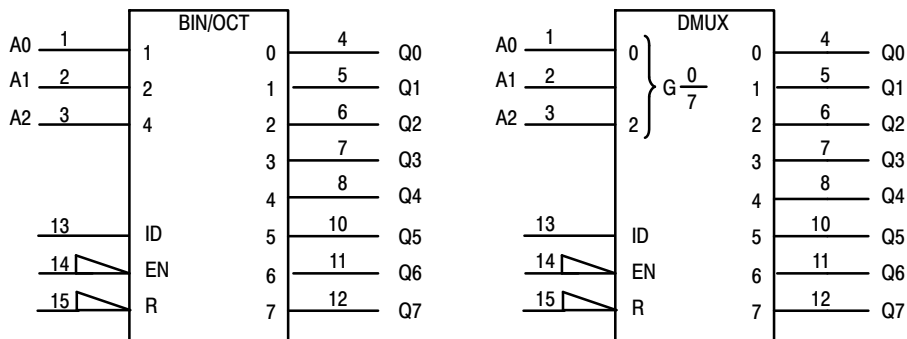 BIN/OCT
A0 1 1 0 4 Q0
A1 2 2 1 5 Q1
A2 3 4 2 6 Q2
3 7 Q3
4 8 Q4
13 ID 5 10 Q5
14 EN 6 11 Q6
15 R 7 12 Q7
DMUX
A0 1 0 0 4 Q0
A1 2 G 0/7 1 5 Q1
A2 3 2 2 6 Q2
3 7 Q3
4 8 Q4
13 ID 5 10 Q5
14 EN 6 11 Q6
15 R 7 12 Q7